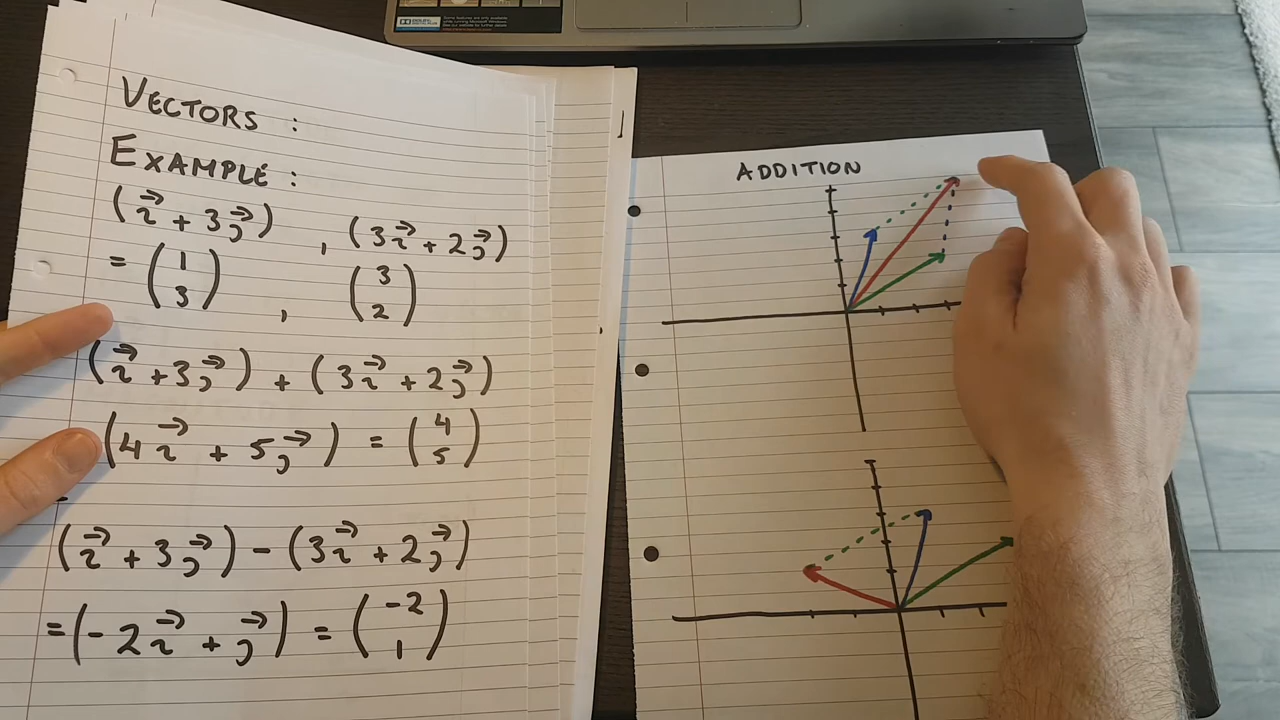 VECTORS :
EXAMPLE :
(i⃗ + 3j⃗) , (3i⃗ + 2j⃗)
= (1 3) , (3 2)
(i⃗ + 3j⃗) + (3i⃗ + 2j⃗)
(4i⃗ + 5j⃗) = (4 5)
(i⃗ + 3j⃗) - (3i⃗ + 2j⃗)
= (-2i⃗ + j⃗) = (-2 1)
ADDITION